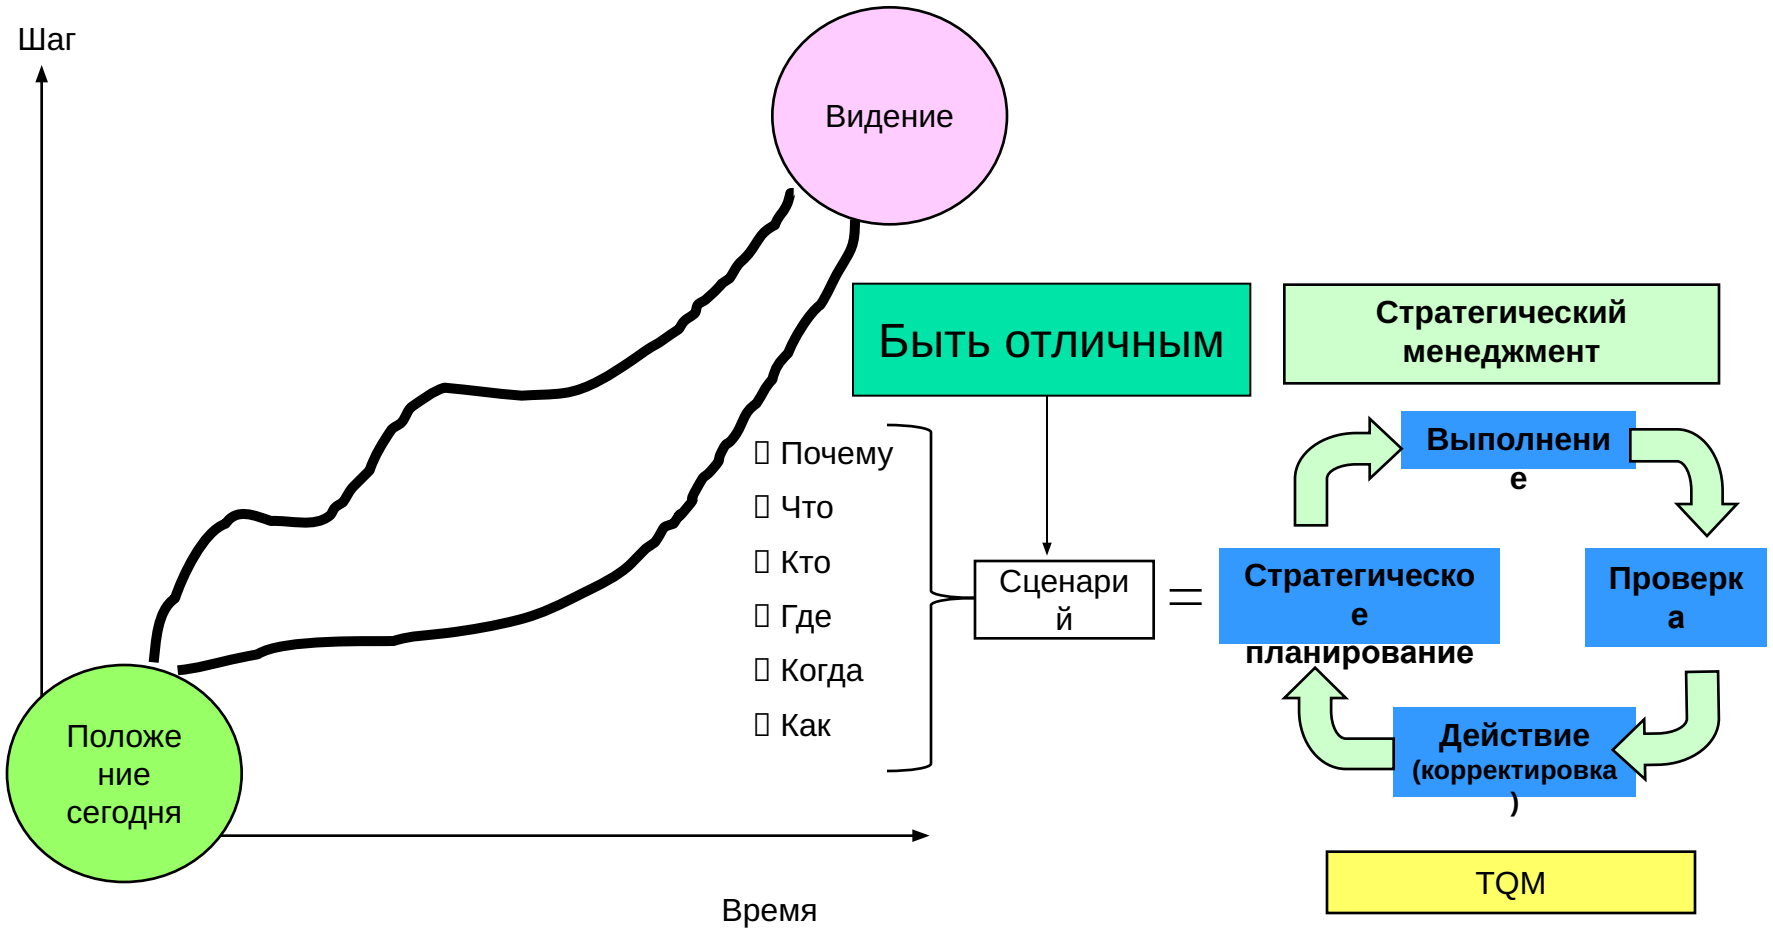 Шаг
Видение
Быть отличным
Стратегический
менеджмент
Почему
Что
Кто
Где
Когда
Как
Сценари
й
=
Выполнени
е
Стратегическо
е
планирование
Проверк
а
Действие
(корректировка
)
TQM
Положе
ние
сегодня
Время